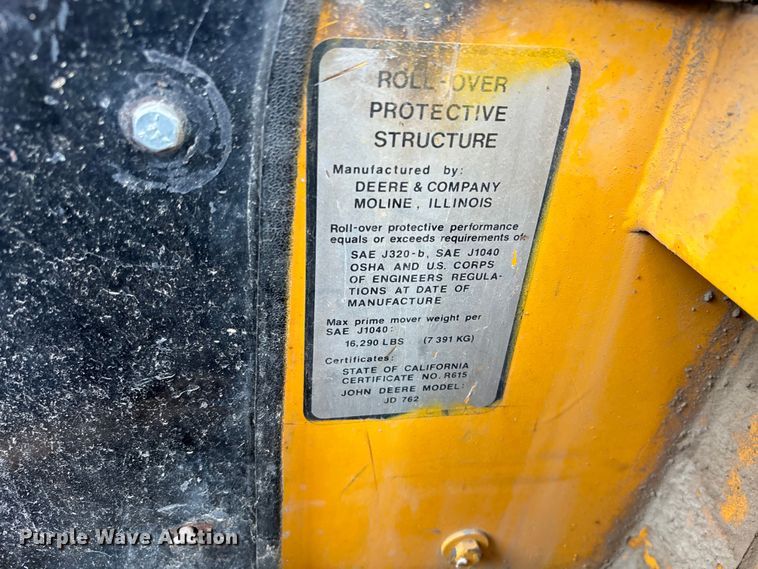 ROLL-OVER
PROTECTIVE
STRUCTURE
Manufactured by:
DEERE & COMPANY
MOLINE, ILLINOIS
Roll-over protective performance
equals or exceeds requirements of:
SAE J320-b, SAE J1040
OSHA AND U.S. CORPS
OF ENGINEERS REGULA-
TIONS AT DATE OF
MANUFACTURE
Max prime mover weight per
SAE J1040:
16,290 LBS (7 391 KG)
Certificates:
STATE OF CALIFORNIA
CERTIFICATE NO. R615
JOHN DEERE MODEL:
JD 762
Purple Wave Auction